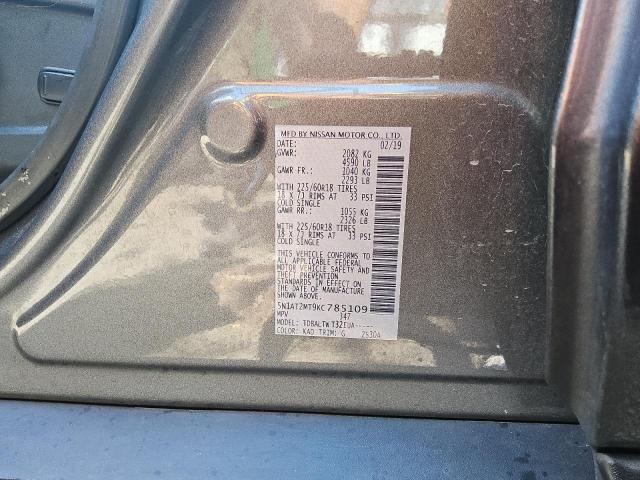 MFD BY NISSAN MOTOR CO., LTD.
DATE: 02/19
GVWR: 2082 KG
4590 LB
GAWR FR.: 1040 KG
2293 LB
WITH 225/60R18 TIRES
18 X 7J RIMS AT 33 PSI
COLD SINGLE
GAWR RR.: 1055 KG
2326 LB
WITH 225/60R18 TIRES
18 X 7J RIMS AT 33 PSI
COLD SINGLE
THIS VEHICLE CONFORMS TO
ALL APPLICABLE FEDERAL
MOTOR VEHICLE SAFETY AND
THEFT PREVENTION
STANDARDS IN EFFECT ON
THE DATE OF MANUFACTURE
SHOWN ABOVE.
5N1AT2MT9KC785109
MPV 347
MODEL: TDBALTW T32EUA-----
COLOR: KAD TRIM: G